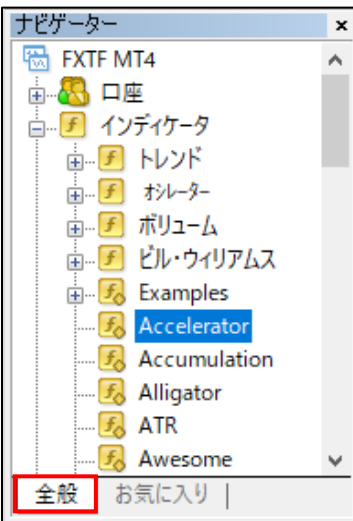 ナビゲーター
FXTF MT4
口座
インディケータ
トレンド
オシレーター
ボリューム
ビル・ウィリアムス
Examples
Accelerator
Accumulation
Alligator
ATR
Awesome
全般 お気に入り